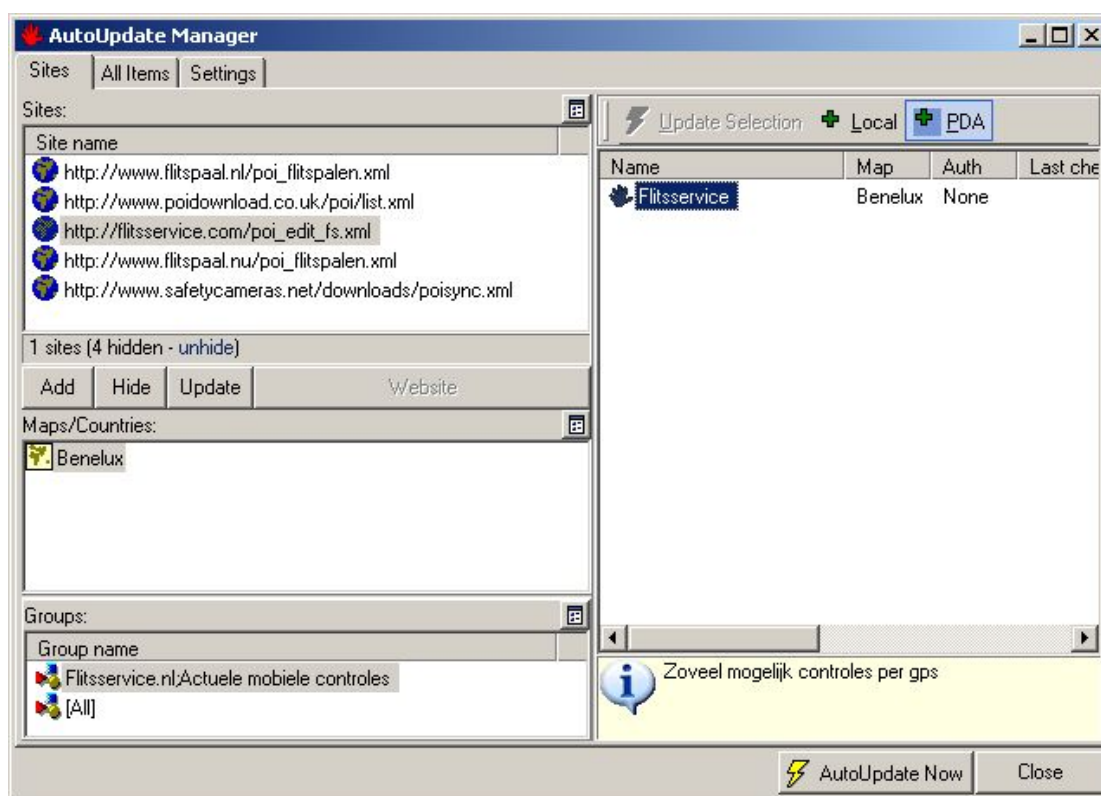 AutoUpdate Manager
Sites
All Items
Settings
Sites:
Site name
http://www.flitspaal.nl/poi_flitspalen.xml
http://www.poidownload.co.uk/poi/list.xml
http://flitsservice.com/poi_edit_fs.xml
http://www.flitspaal.nu/poi_flitspalen.xml
http://www.safetycameras.net/downloads/poisync.xml
1 sites (4 hidden - unhide)
Add
Hide
Update
Website
Maps/Countries:
Benelux
Groups:
Group name
Flitsservice.nl;Actuele mobiele controles
[All]
Update Selection
Local
PDA
Name Map Auth Last che
Flitsservice Benelux None
Zoveel mogelijk controles per gps
AutoUpdate Now
Close